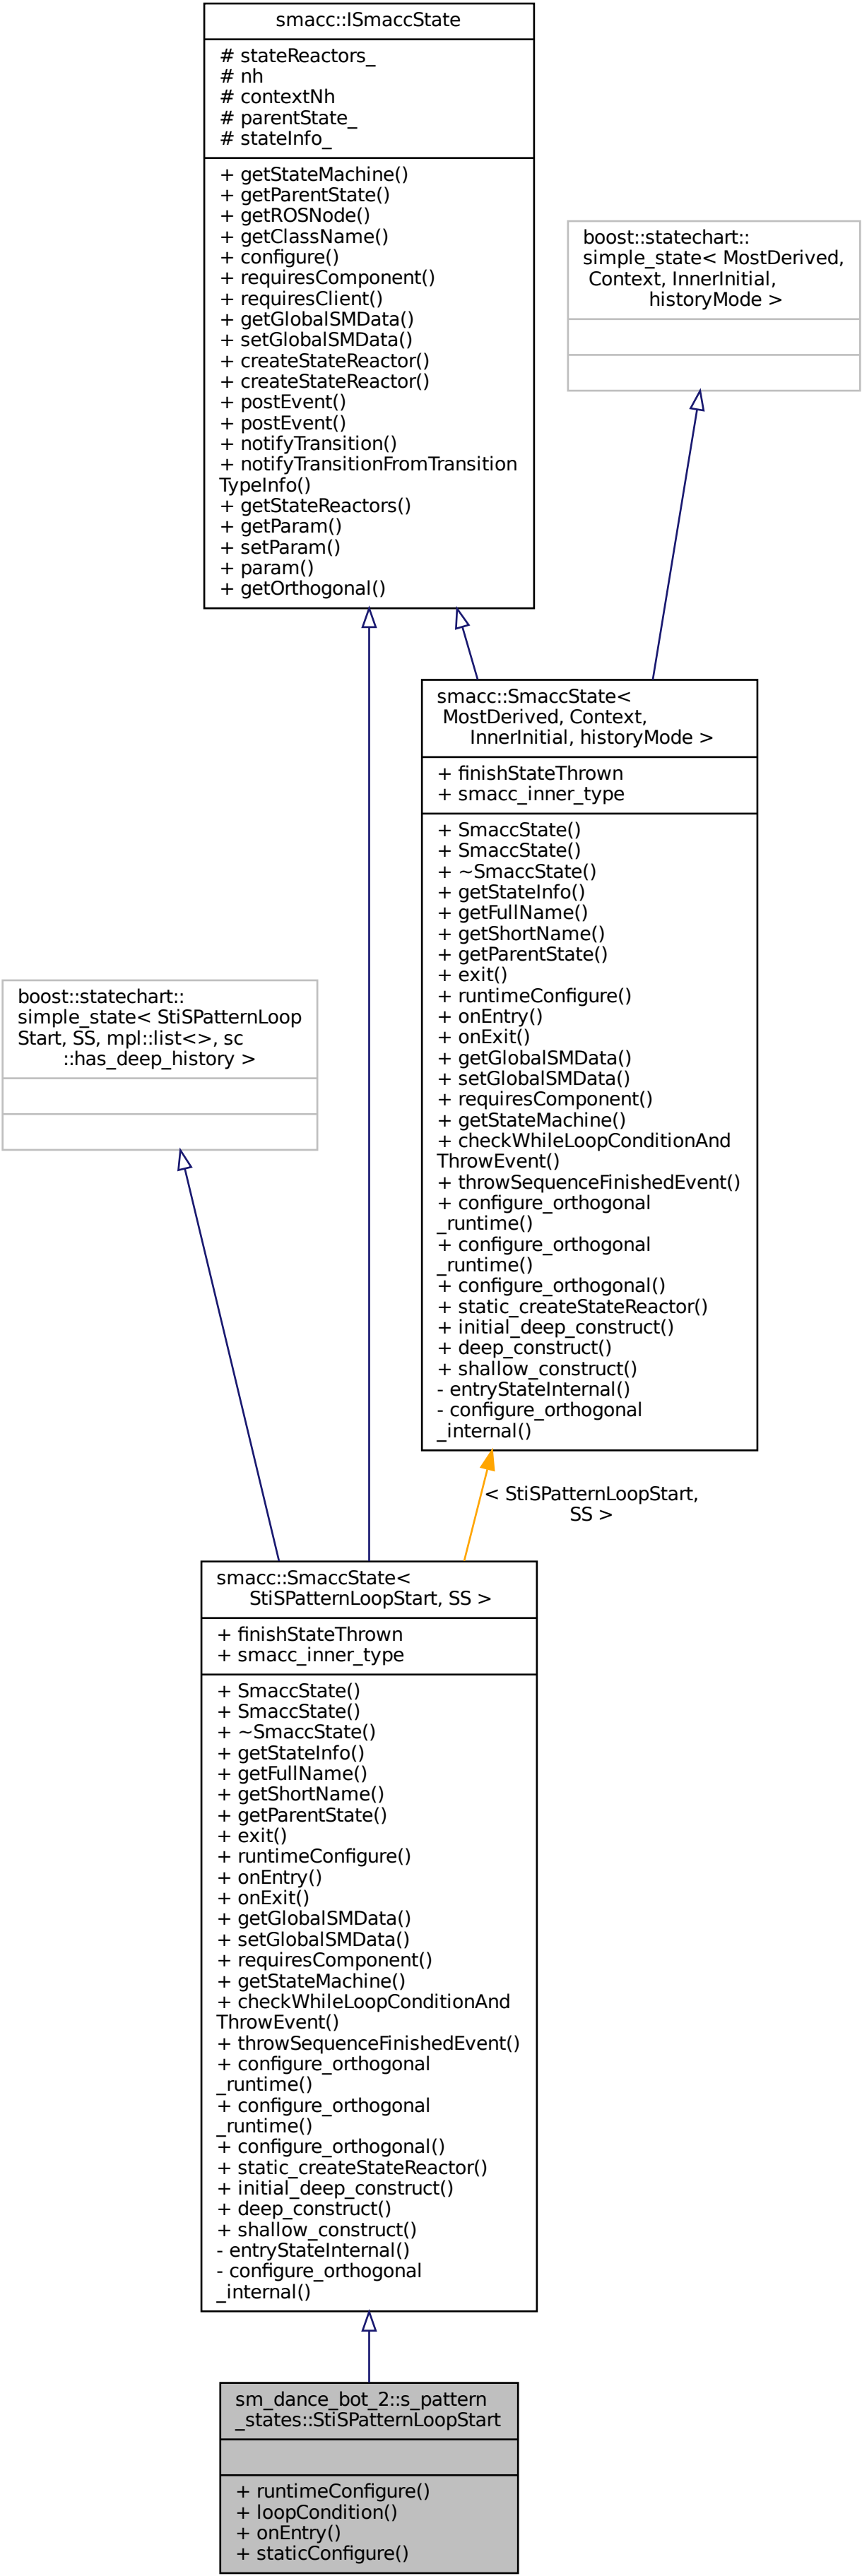 smacc::ISmaccState
# stateReactors_
# nh
# contextNh
# parentState_
# stateInfo_
+ getStateMachine()
+ getParentState()
+ getROSNode()
+ getClassName()
+ configure()
+ requiresComponent()
+ requiresClient()
+ getGlobalSMData()
+ setGlobalSMData()
+ createStateReactor()
+ createStateReactor()
+ postEvent()
+ postEvent()
+ notifyTransition()
+ notifyTransitionFromTransition
TypeInfo()
+ getStateReactors()
+ getParam()
+ setParam()
+ param()
+ getOrthogonal()
boost::statechart::
simple_state< MostDerived,
Context, InnerInitial,
historyMode >
smacc::SmaccState<
MostDerived, Context,
InnerInitial, historyMode >
+ finishStateThrown
+ smacc_inner_type
+ SmaccState()
+ SmaccState()
+ ~SmaccState()
+ getStateInfo()
+ getFullName()
+ getShortName()
+ getParentState()
+ exit()
+ runtimeConfigure()
+ onEntry()
+ onExit()
+ getGlobalSMData()
+ setGlobalSMData()
+ requiresComponent()
+ getStateMachine()
+ checkWhileLoopConditionAnd
ThrowEvent()
+ throwSequenceFinishedEvent()
+ configure_orthogonal
_runtime()
+ configure_orthogonal
_runtime()
+ configure_orthogonal()
+ static_createStateReactor()
+ initial_deep_construct()
+ deep_construct()
+ shallow_construct()
- entryStateInternal()
- configure_orthogonal
_internal()
boost::statechart::
simple_state< StiSPatternLoop
Start, SS, mpl::list<>, sc
::has_deep_history >
< StiSPatternLoopStart,
SS >
smacc::SmaccState<
StiSPatternLoopStart, SS >
+ finishStateThrown
+ smacc_inner_type
+ SmaccState()
+ SmaccState()
+ ~SmaccState()
+ getStateInfo()
+ getFullName()
+ getShortName()
+ getParentState()
+ exit()
+ runtimeConfigure()
+ onEntry()
+ onExit()
+ getGlobalSMData()
+ setGlobalSMData()
+ requiresComponent()
+ getStateMachine()
+ checkWhileLoopConditionAnd
ThrowEvent()
+ throwSequenceFinishedEvent()
+ configure_orthogonal
_runtime()
+ configure_orthogonal
_runtime()
+ configure_orthogonal()
+ static_createStateReactor()
+ initial_deep_construct()
+ deep_construct()
+ shallow_construct()
- entryStateInternal()
- configure_orthogonal
_internal()
sm_dance_bot_2::s_pattern
_states::StiSPatternLoopStart
+ runtimeConfigure()
+ loopCondition()
+ onEntry()
+ staticConfigure()